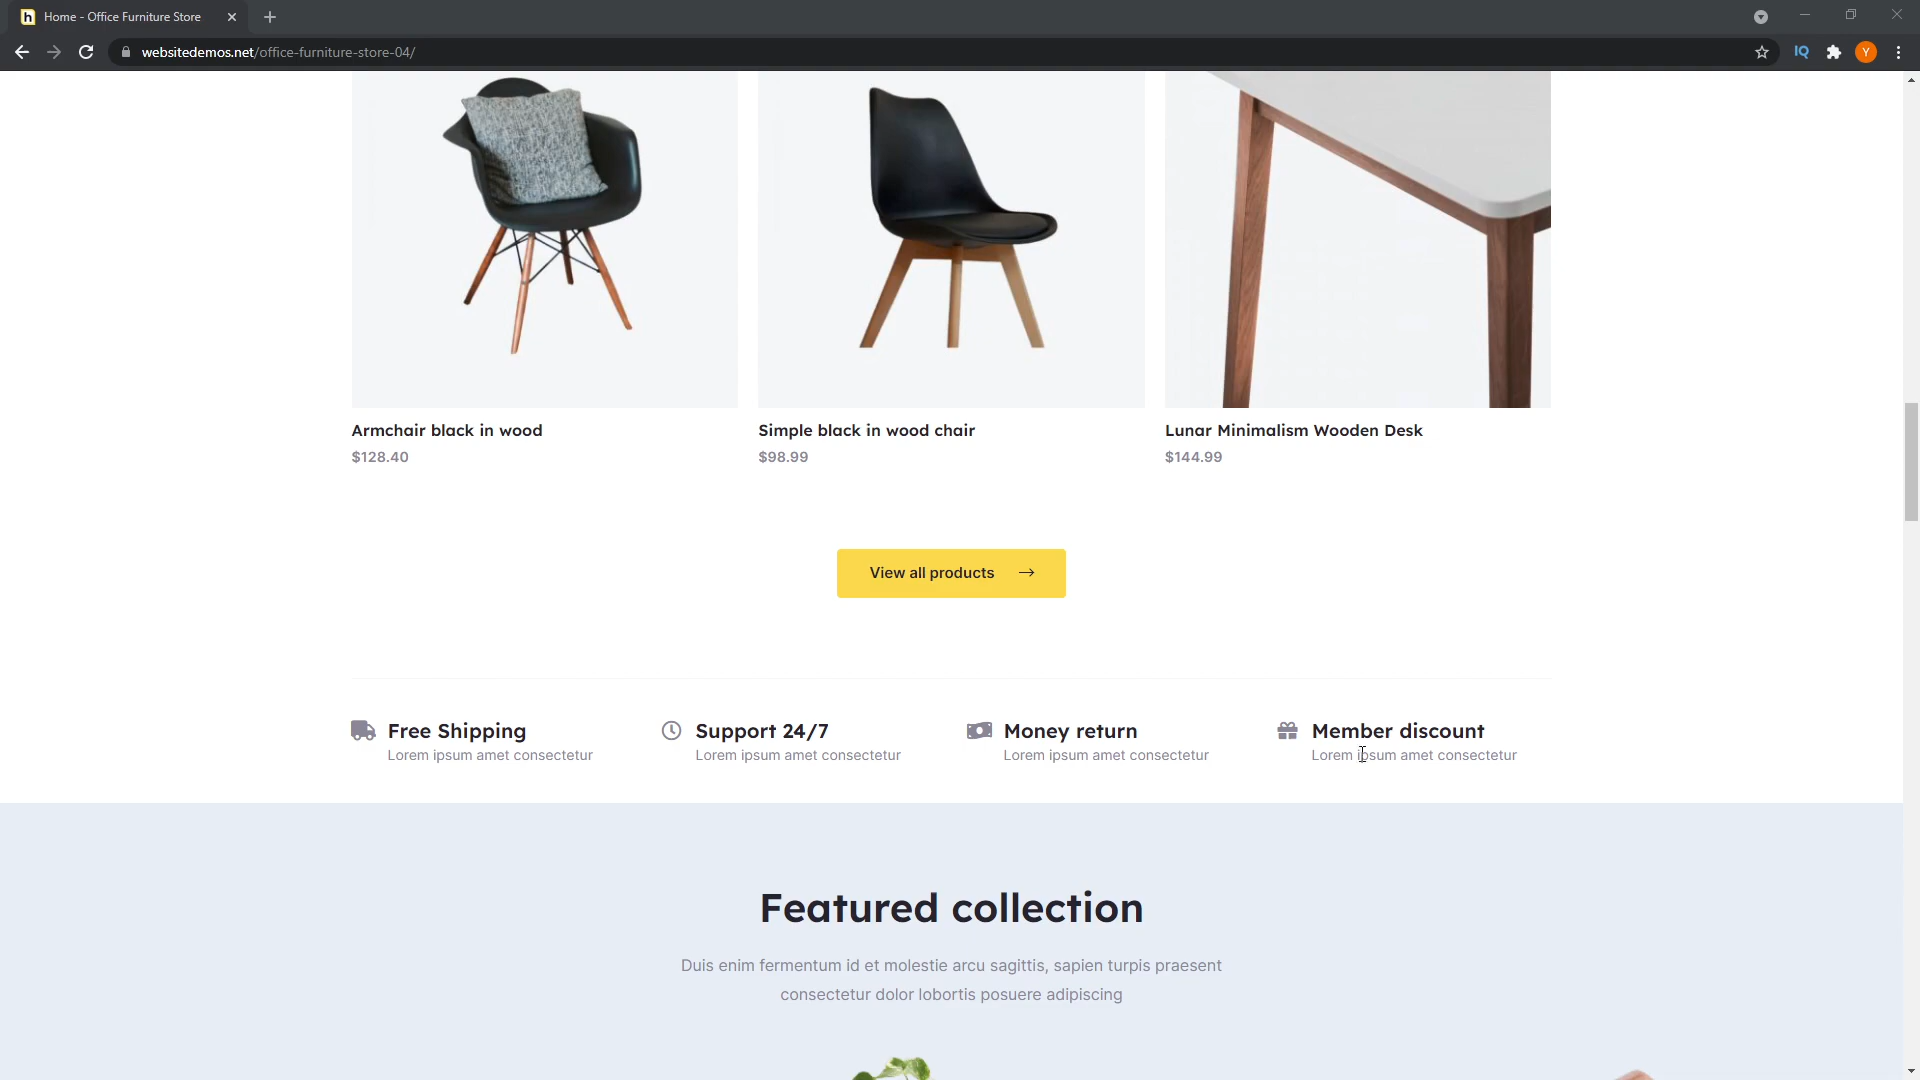 h Home - Office Furniture Store
websitedemos.net/office-furniture-store-04/
IQ
Y
Armchair black in wood
$128.40
Simple black in wood chair
$98.99
Lunar Minimalism Wooden Desk
$144.99
View all products →
Free Shipping
Lorem ipsum amet consectetur
Support 24/7
Lorem ipsum amet consectetur
Money return
Lorem ipsum amet consectetur
Member discount
Lorem ipsum amet consectetur
Featured collection
Duis enim fermentum id et molestie arcu sagittis, sapien turpis praesent
consectetur dolor lobortis posuere adipiscing